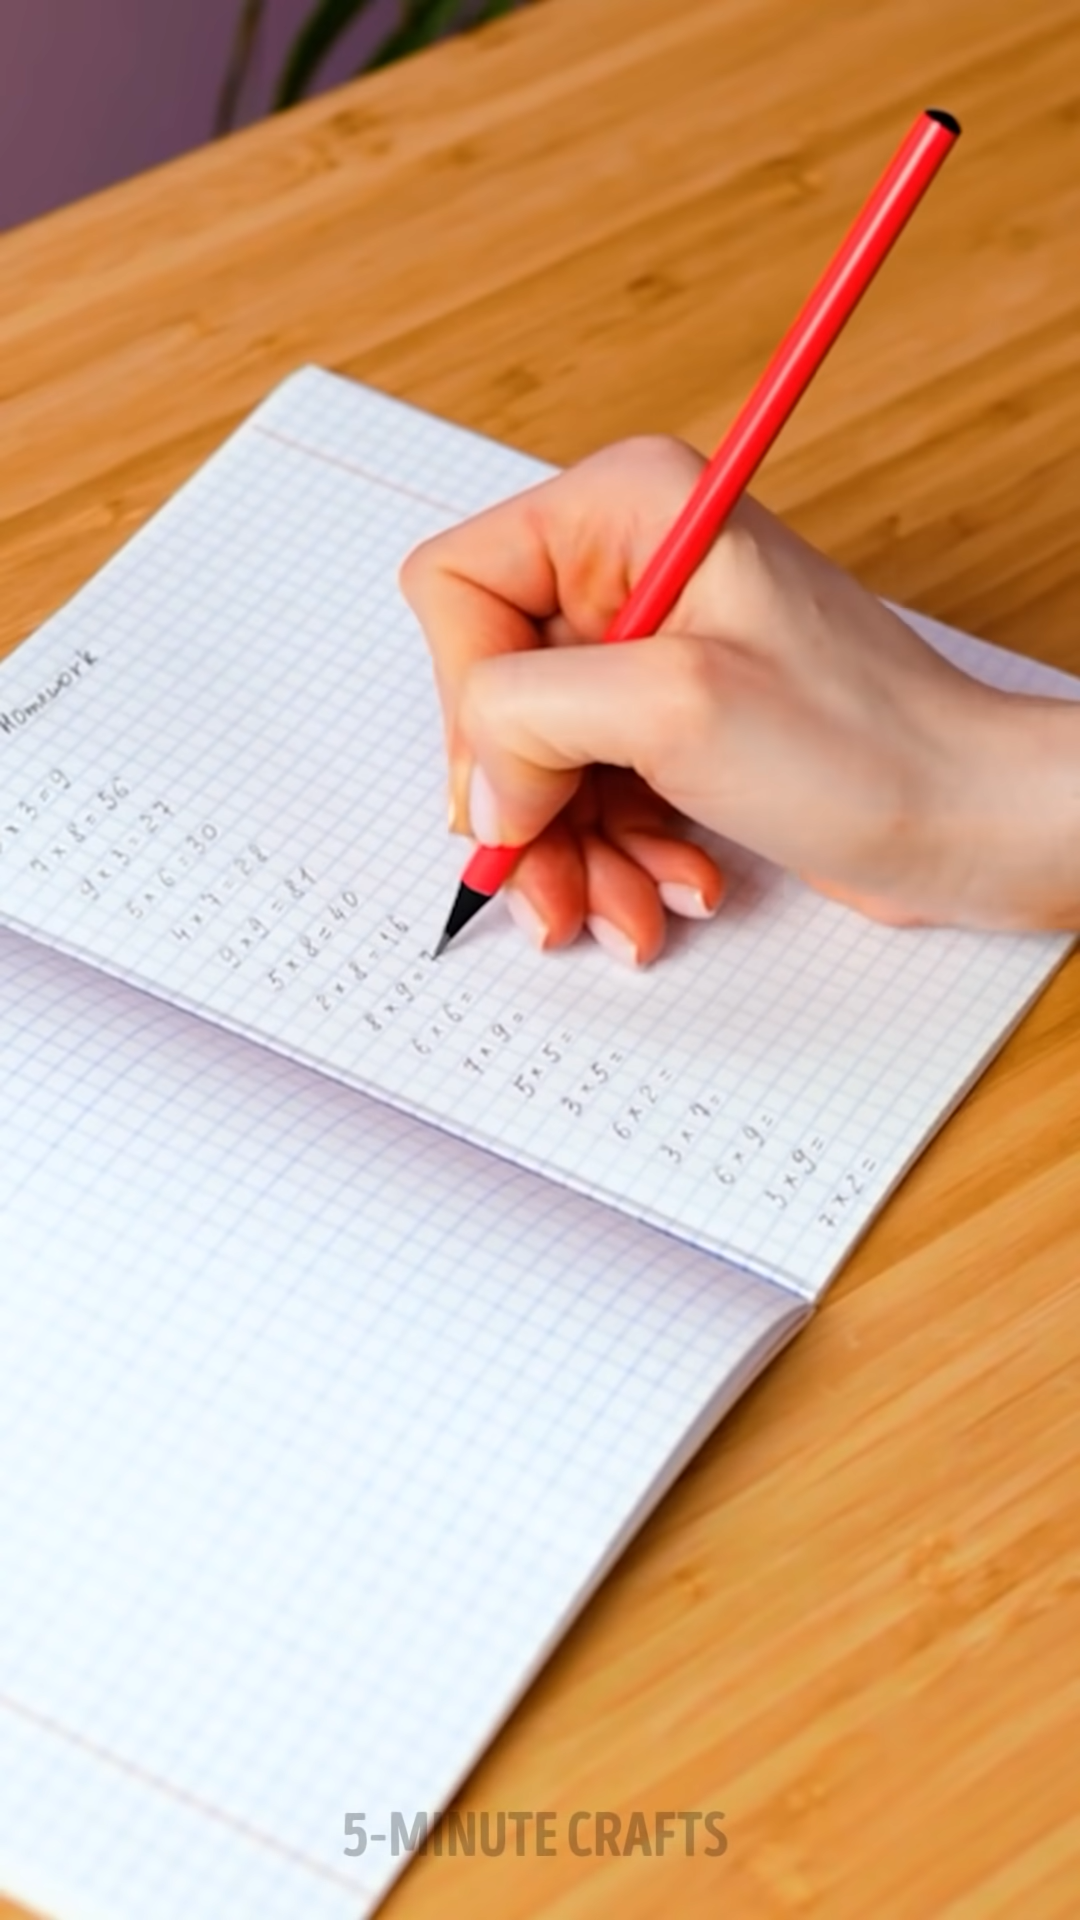 Homework
x 3 = 9
7 x 8 = 56
9 x 3 = 27
5 x 6 = 30
4 x 7 = 28
9 x 9 = 81
5 x 8 = 40
2 x 8 = 16
8 x 9 = 7
6 x 6 =
7 x 9 =
5 x 5 =
3 x 5 =
6 x 2 =
3 x 7 =
6 x 9 =
3 x 9 =
7 x 2 =
5-MINUTE CRAFTS